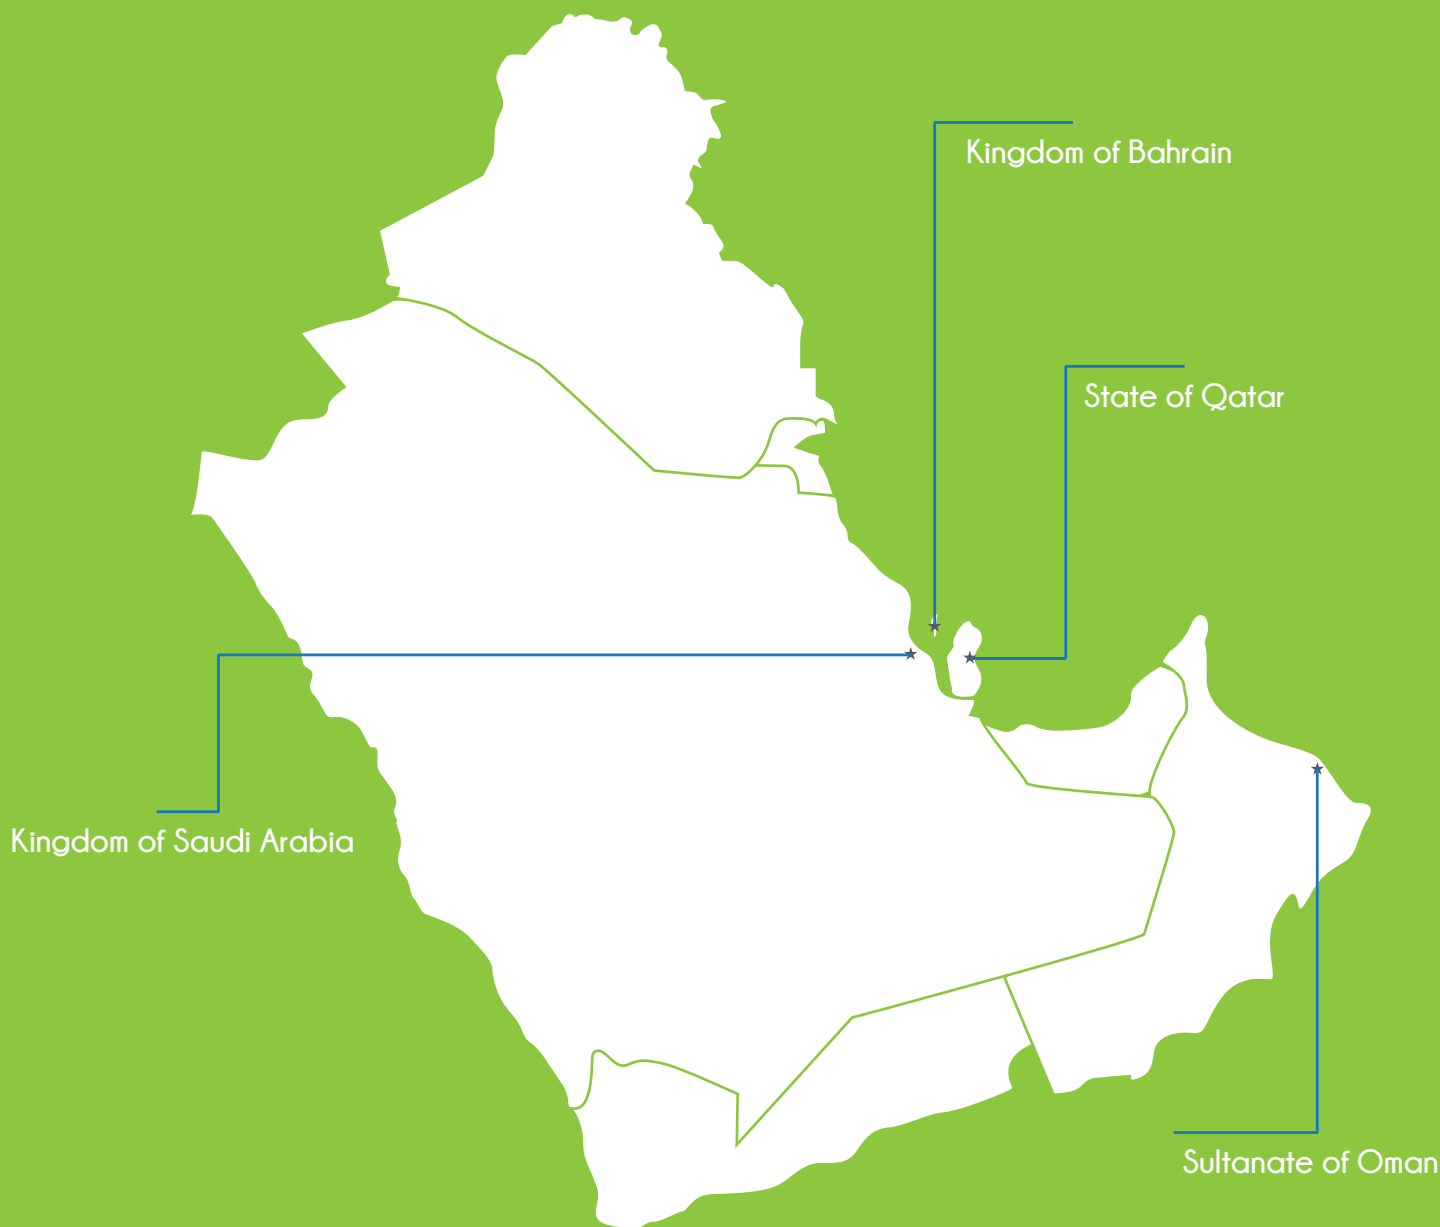 Kingdom of Bahrain
State of Qatar
Kingdom of Saudi Arabia
Sultanate of Oman